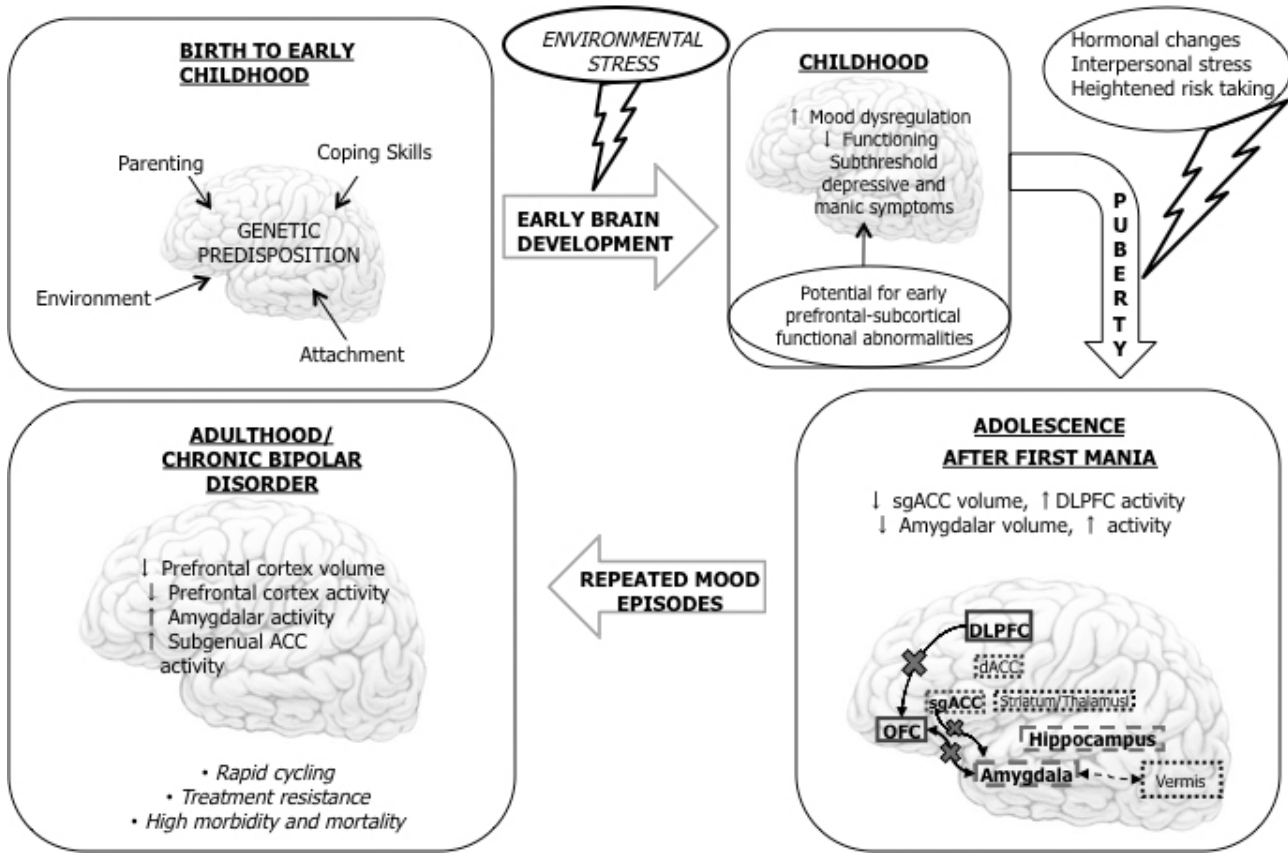 BIRTH TO EARLY
CHILDHOOD
Parenting
Coping Skills
GENETIC
PREDISPOSITION
Environment
Attachment
ENVIRONMENTAL
STRESS
EARLY BRAIN
DEVELOPMENT
CHILDHOOD
↑ Mood dysregulation
↓ Functioning
Subthreshold
depressive and
manic symptoms
Potential for early
prefrontal-subcortical
functional abnormalities
Hormonal changes
Interpersonal stress
Heightened risk taking
PUBERTY
ADOLESCENCE
AFTER FIRST MANIA
↓ sgACC volume, ↑ DLPFC activity
↓ Amygdalar volume, ↑ activity
DLPFC
dACC
sgACC
Striatum/Thalamus
OFC
Hippocampus
Amygdala
Vermis
REPEATED MOOD
EPISODES
ADULTHOOD/
CHRONIC BIPOLAR
DISORDER
↓ Prefrontal cortex volume
↓ Prefrontal cortex activity
↑ Amygdalar activity
↑ Subgenual ACC
activity
• Rapid cycling
• Treatment resistance
• High morbidity and mortality